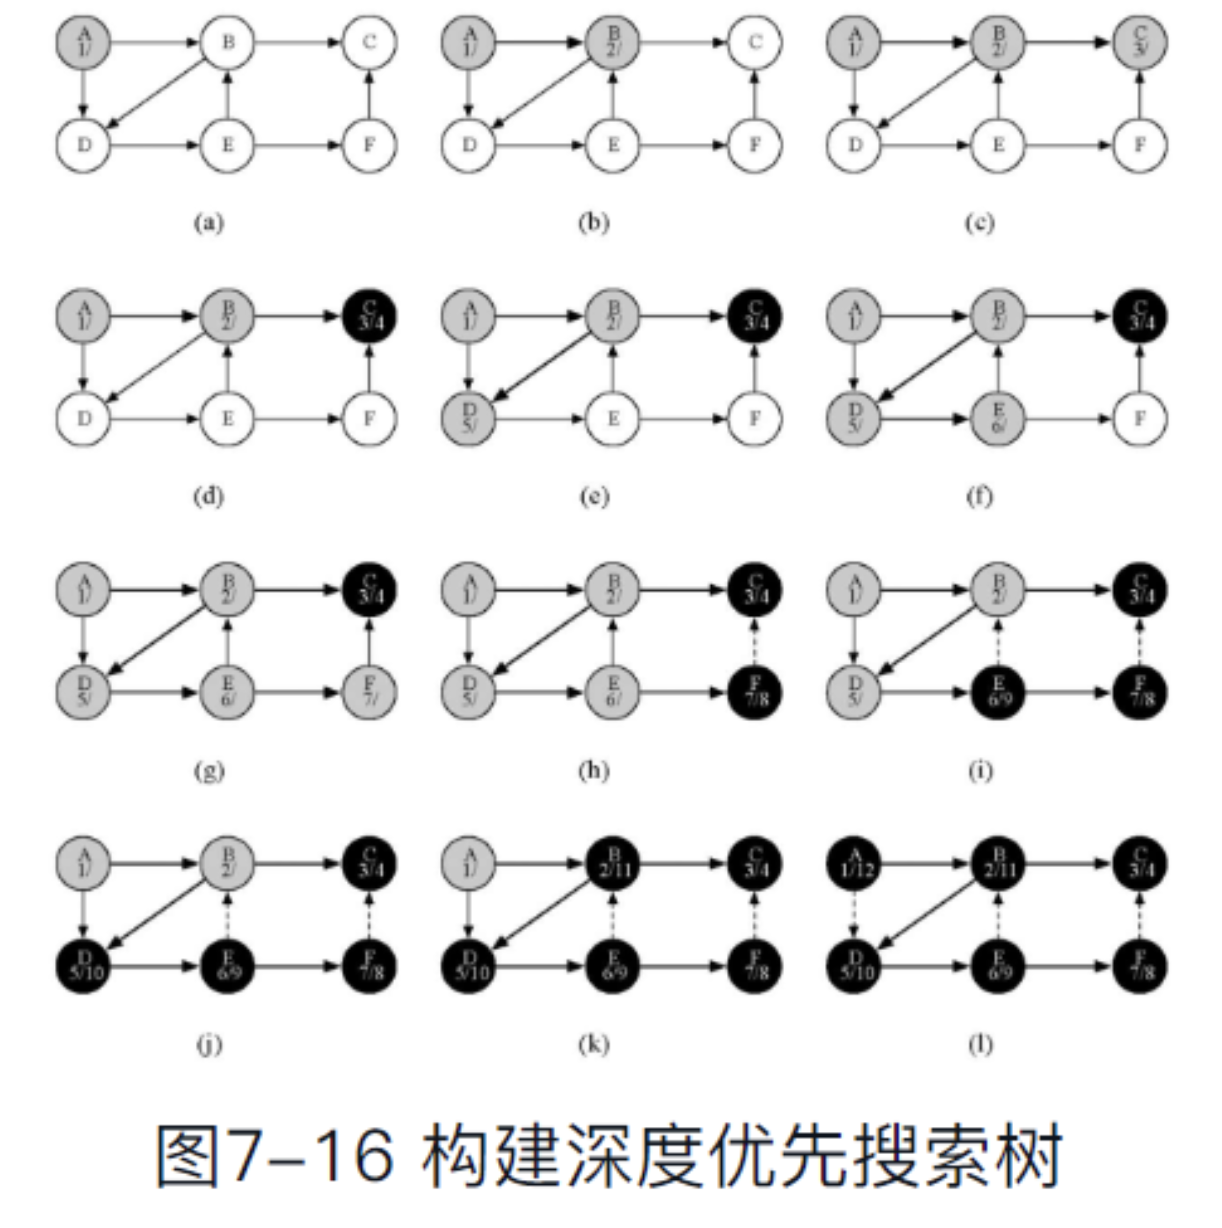 A 1/ B C
D E F
(a)
A 1/ B 2/ C
D E F
(b)
A 1/ B 2/ C 3/
D E F
(c)
A 1/ B 2/ C 3/4
D E F
(d)
A 1/ B 2/ C 3/4
D 5/ E F
(e)
A 1/ B 2/ C 3/4
D 5/ E 6/ F
(f)
A 1/ B 2/ C 3/4
D 5/ E 6/ F 7/
(g)
A 1/ B 2/ C 3/4
D 5/ E 6/ F 7/8
(h)
A 1/ B 2/ C 3/4
D 5/ E 6/9 F 7/8
(i)
A 1/ B 2/ C 3/4
D 5/10 E 6/9 F 7/8
(j)
A 1/ B 2/11 C 3/4
D 5/10 E 6/9 F 7/8
(k)
A 1/12 B 2/11 C 3/4
D 5/10 E 6/9 F 7/8
(l)
图7-16 构建深度优先搜索树